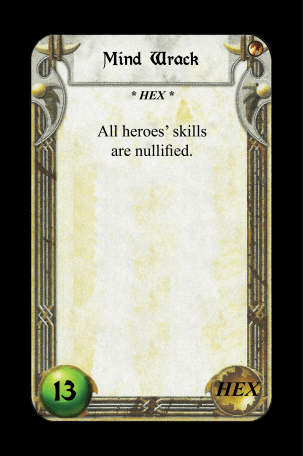 Mind Wrack
* HEX *
All heroes’ skills
are nullified.
13
HEX